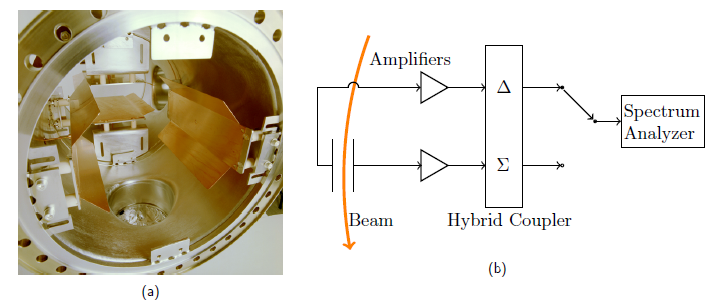 Amplifiers
Δ
Spectrum
Analyzer
Σ
Beam
Hybrid Coupler
(a)
(b)